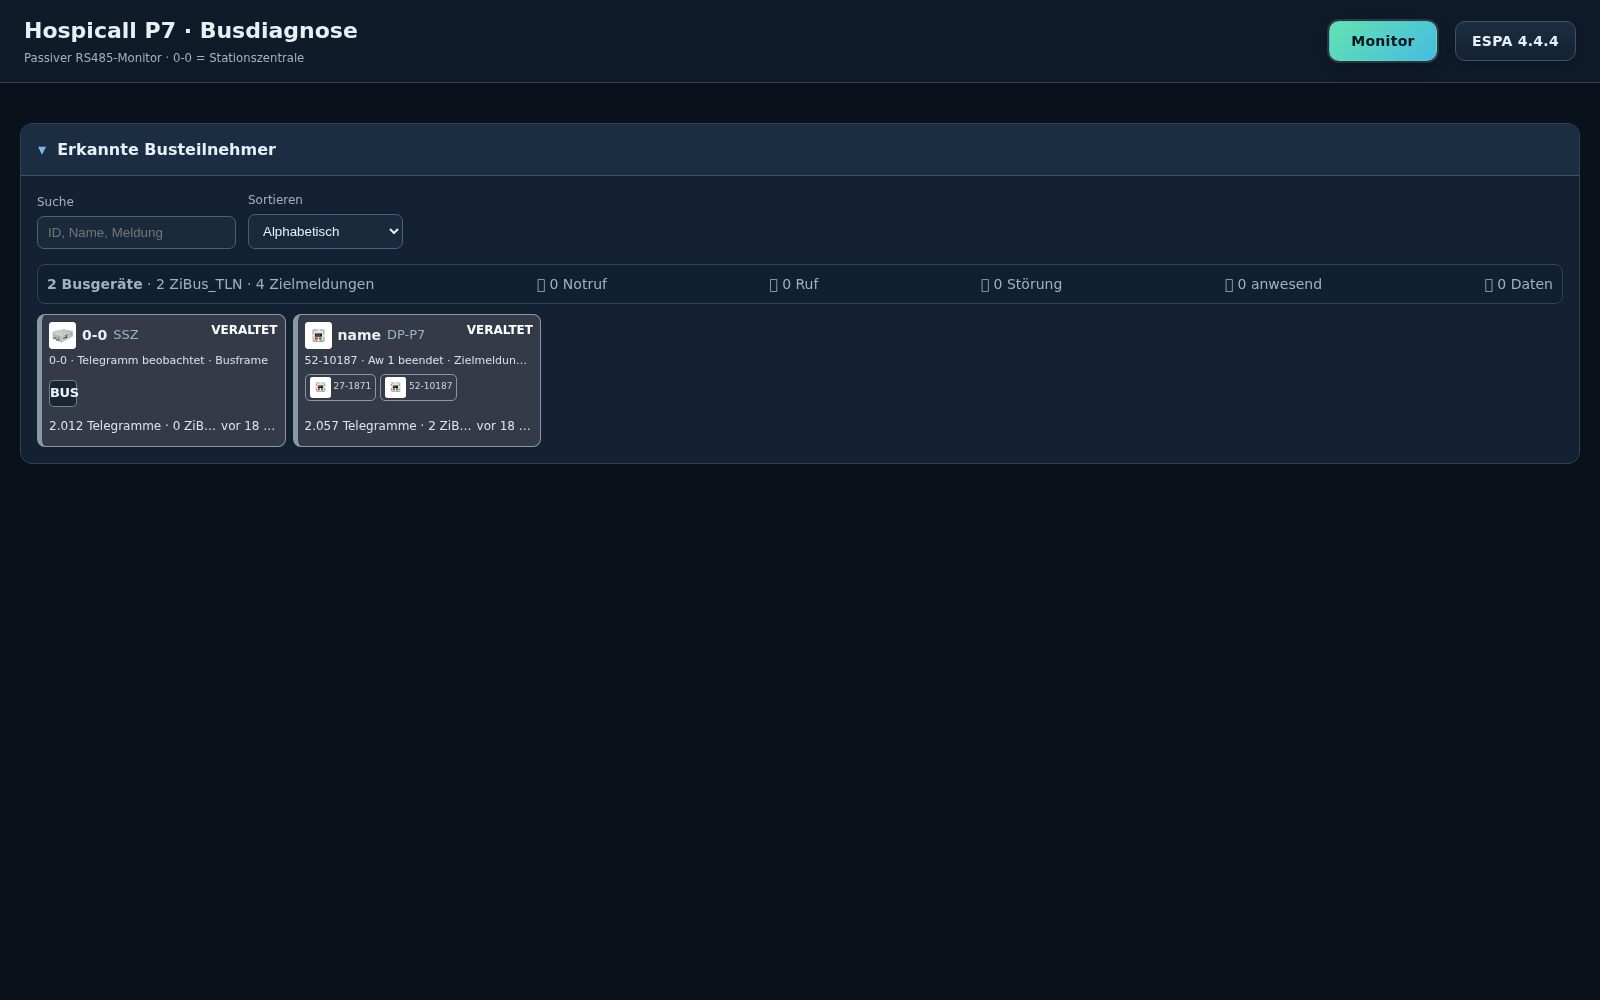 Hospicall P7 · Busdiagnose
Passiver RS485-Monitor · 0-0 = Stationszentrale
Monitor
ESPA 4.4.4
▼ Erkannte Busteilnehmer
Suche
Sortieren
ID, Name, Meldung
Alphabetisch
2 Busgeräte · 2 ZiBus_TLN · 4 Zielmeldungen
0 Notruf
0 Ruf
0 Störung
0 anwesend
0 Daten
0-0 SSZ VERALTET
0-0 · Telegramm beobachtet · Busframe
BUS
2.012 Telegramme · 0 ZiB… vor 18 …
name DP-P7 VERALTET
52-10187 · Aw 1 beendet · Zielmeldun…
27-1871
52-10187
2.057 Telegramme · 2 ZiB… vor 18 …